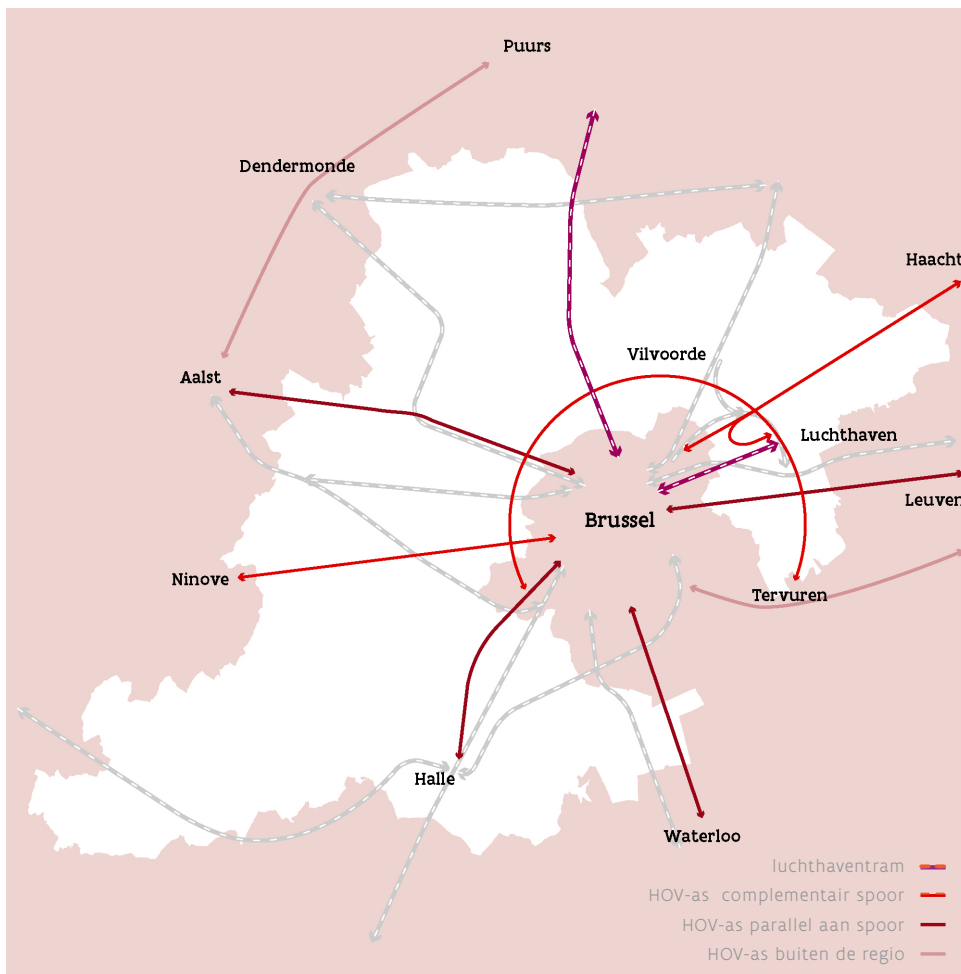 Puurs
Dendermonde
Haacht
Vilvoorde
Aalst
Luchthaven
Leuven
Brussel
Ninove
Tervuren
Halle
Waterloo
luchthaventram
HOV-as complementair spoor
HOV-as parallel aan spoor
HOV-as buiten de regio